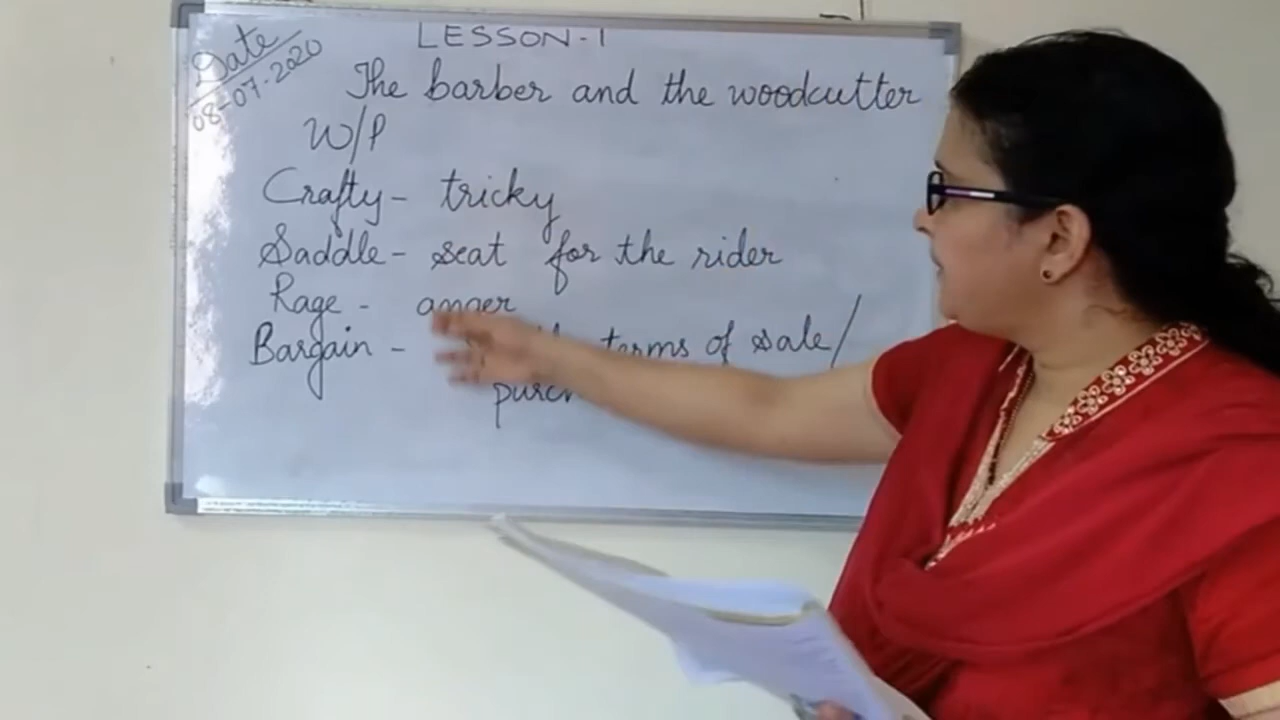 Date
08-07-2020
LESSON-1
The barber and the woodcutter
W/P
Crafty- tricky
Saddle- seat for the rider
Rage - anger
Bargain - terms of sale/